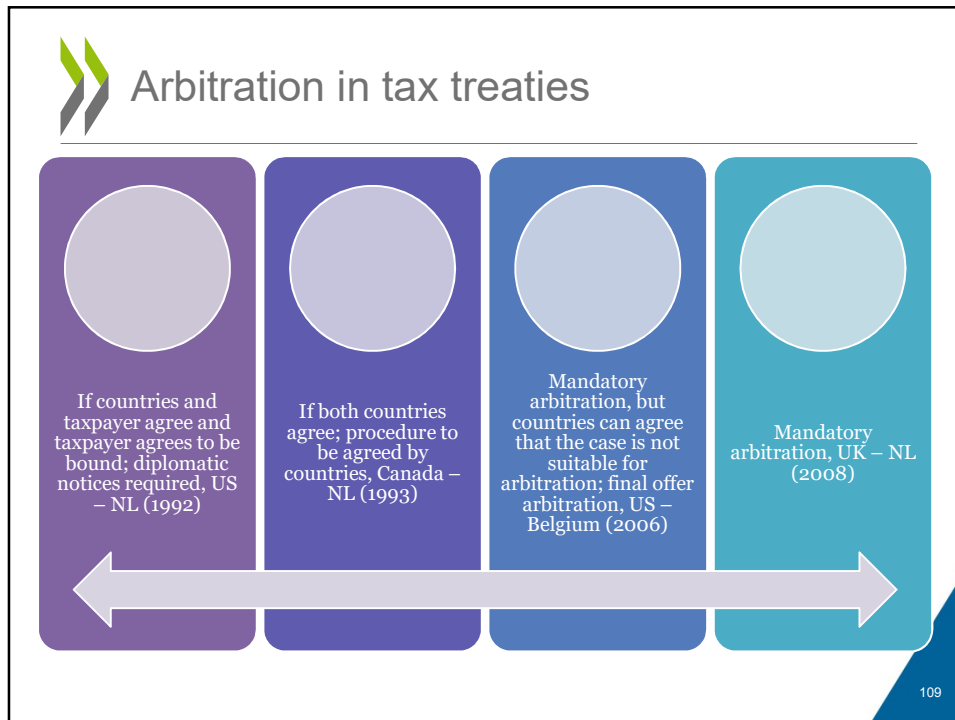 Arbitration in tax treaties
If countries and
taxpayer agree and
taxpayer agrees to be
bound; diplomatic
notices required, US
– NL (1992)
If both countries
agree; procedure to
be agreed by
countries, Canada –
NL (1993)
Mandatory
arbitration, but
countries can agree
that the case is not
suitable for
arbitration; final offer
arbitration, US –
Belgium (2006)
Mandatory
arbitration, UK – NL
(2008)
109